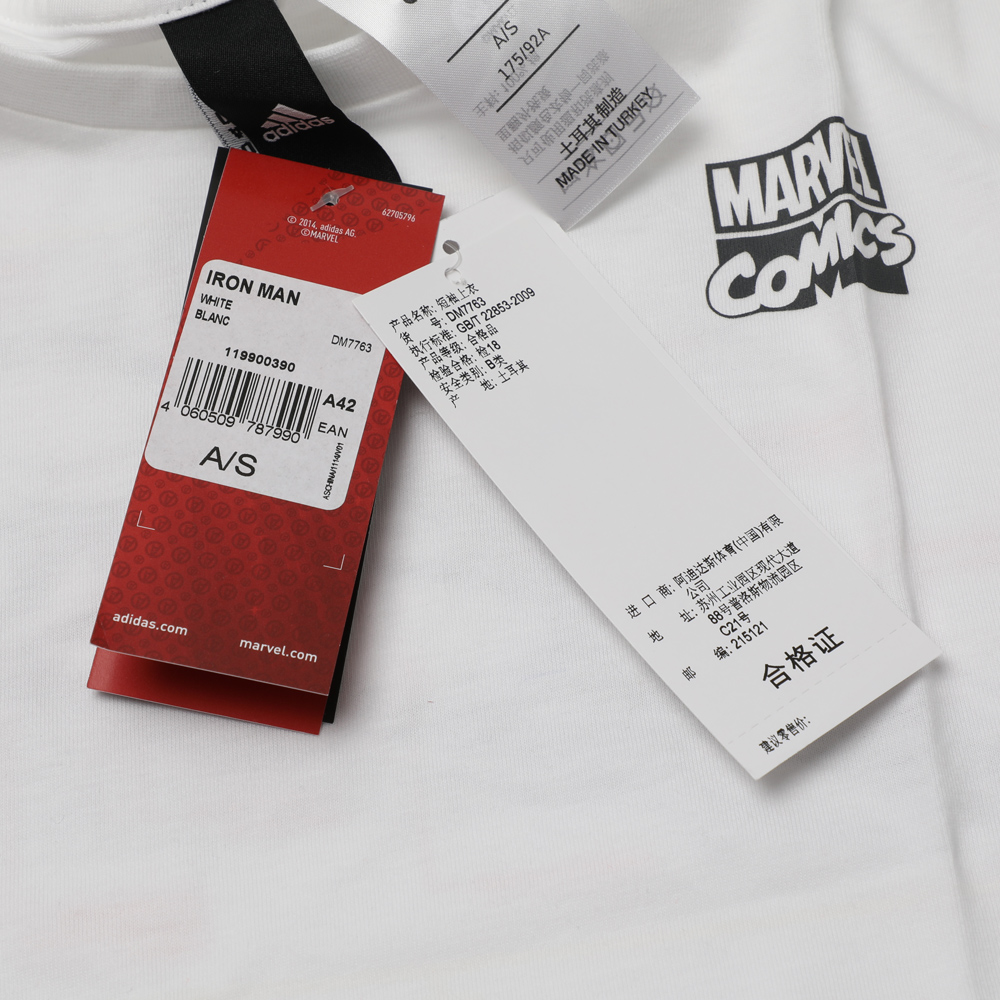 A/S
175/92A
土耳其制造
MADE IN TURKEY
MARVEL
COMICS
adidas
62705796
© 2014, adidas AG.
©MARVEL
IRON MAN
WHITE
BLANC
DM7763
119900390
A42
4 060509 787990
EAN
A/S
adidas.com
marvel.com
产品名称: 短袖上衣
货 号: DM7763
执行标准: GB/T 22853-2009
产品等级: 合格品
检验合格: 检18
安全类别: B类
产 地: 土耳其
进 口 商: 阿迪达斯体育(中国)有限
公司
地 址: 苏州工业园区现代大道
88号普洛斯物流园区
C21号
邮 编: 215121
合格证
建议零售价: